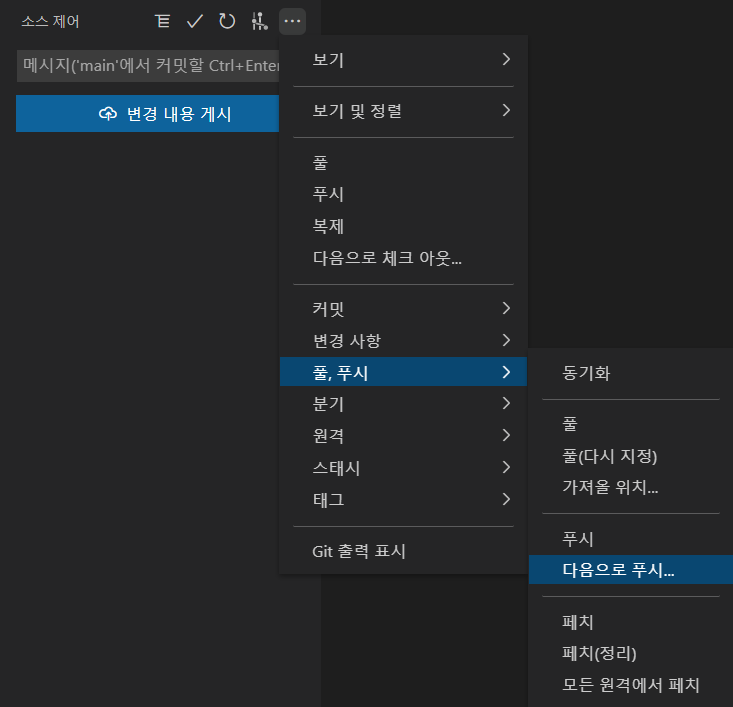 소스 제어
메시지('main'에서 커밋할 Ctrl+Enter
변경 내용 게시
보기
보기 및 정렬
풀
푸시
복제
다음으로 체크 아웃...
커밋
변경 사항
풀, 푸시
분기
원격
스태시
태그
Git 출력 표시
동기화
풀
풀(다시 지정)
가져올 위치...
푸시
다음으로 푸시...
페치
페치(정리)
모든 원격에서 페치